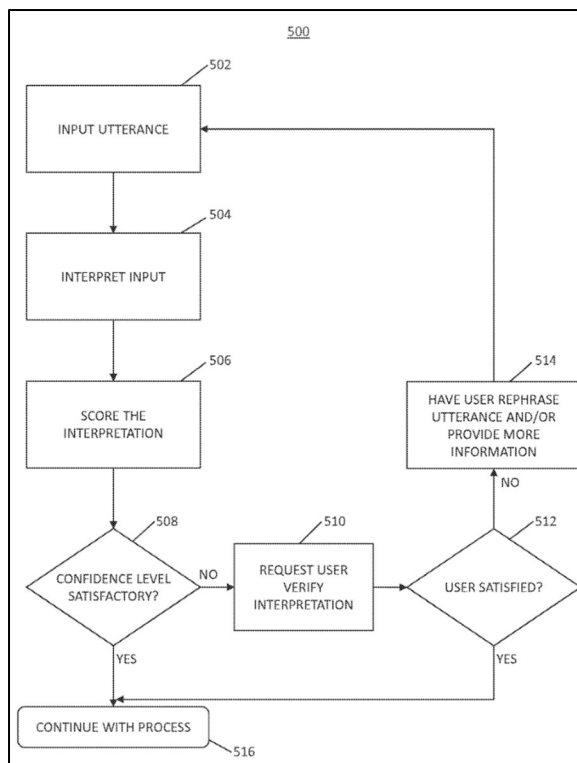 500
502
INPUT UTTERANCE
504
INTERPRET INPUT
506
SCORE THE
INTERPRETATION
514
HAVE USER REPHRASE
UTTERANCE AND/OR
PROVIDE MORE
INFORMATION
NO
508
CONFIDENCE LEVEL
SATISFACTORY?
NO
510
REQUEST USER
VERIFY
INTERPRETATION
512
USER SATISFIED?
YES
YES
CONTINUE WITH PROCESS
516